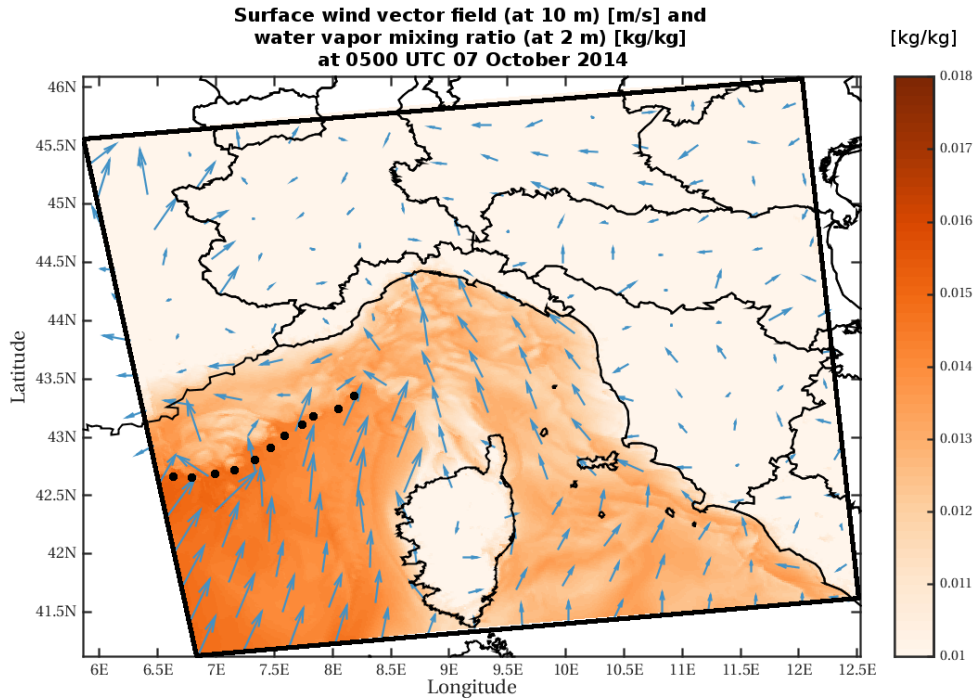 Surface wind vector field (at 10 m) [m/s] and
water vapor mixing ratio (at 2 m) [kg/kg]
at 0500 UTC 07 October 2014
[kg/kg]
46N
45.5N
45N
44.5N
44N
43.5N
43N
42.5N
42N
41.5N
Latitude
6E 6.5E 7E 7.5E 8E 8.5E 9E 9.5E 10E 10.5E 11E 11.5E 12E 12.5E
Longitude
0.018
0.017
0.016
0.015
0.014
0.013
0.012
0.011
0.01